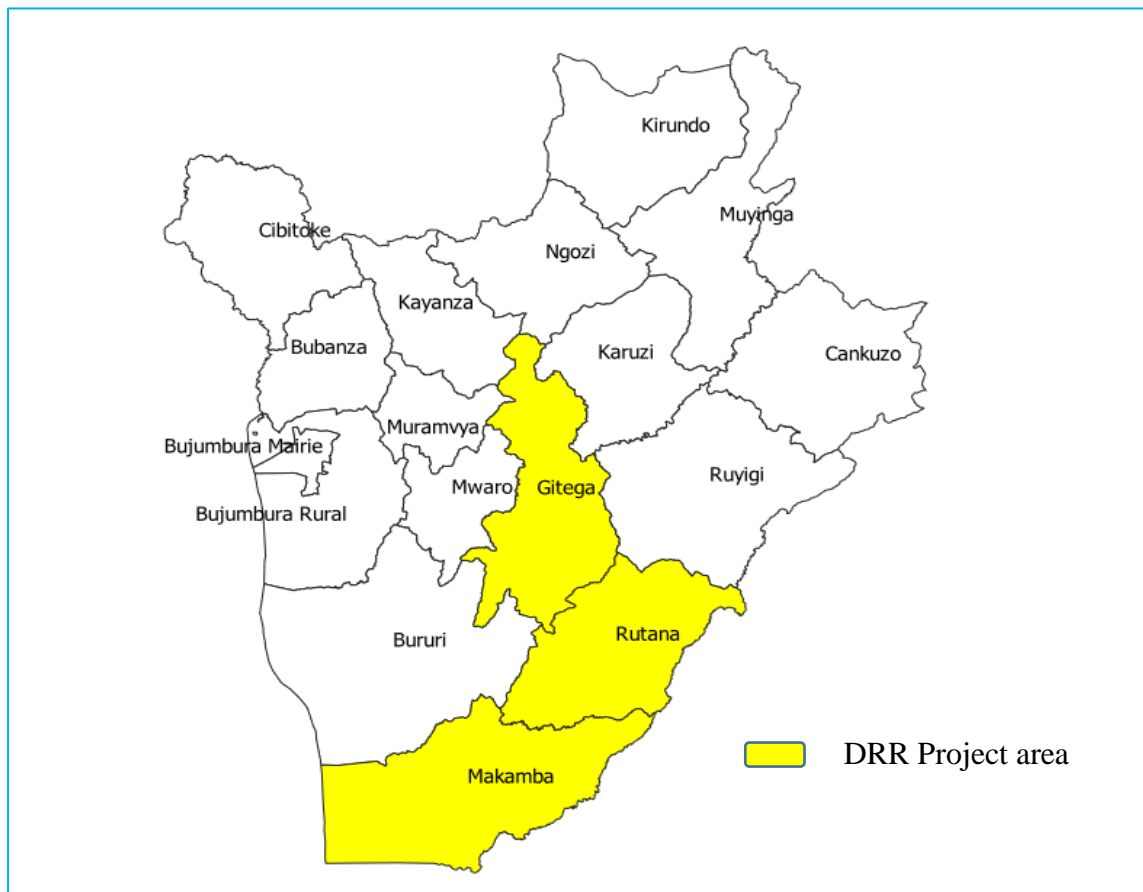 Kirundo
Muyinga
Cibitoke
Ngozi
Kayanza
Bubanza
Karuzi
Cankuzo
Muramvya
Bujumbura Mairie
Ruyigi
Mwaro
Gitega
Bujumbura Rural
Rutana
Bururi
DRR Project area
Makamba